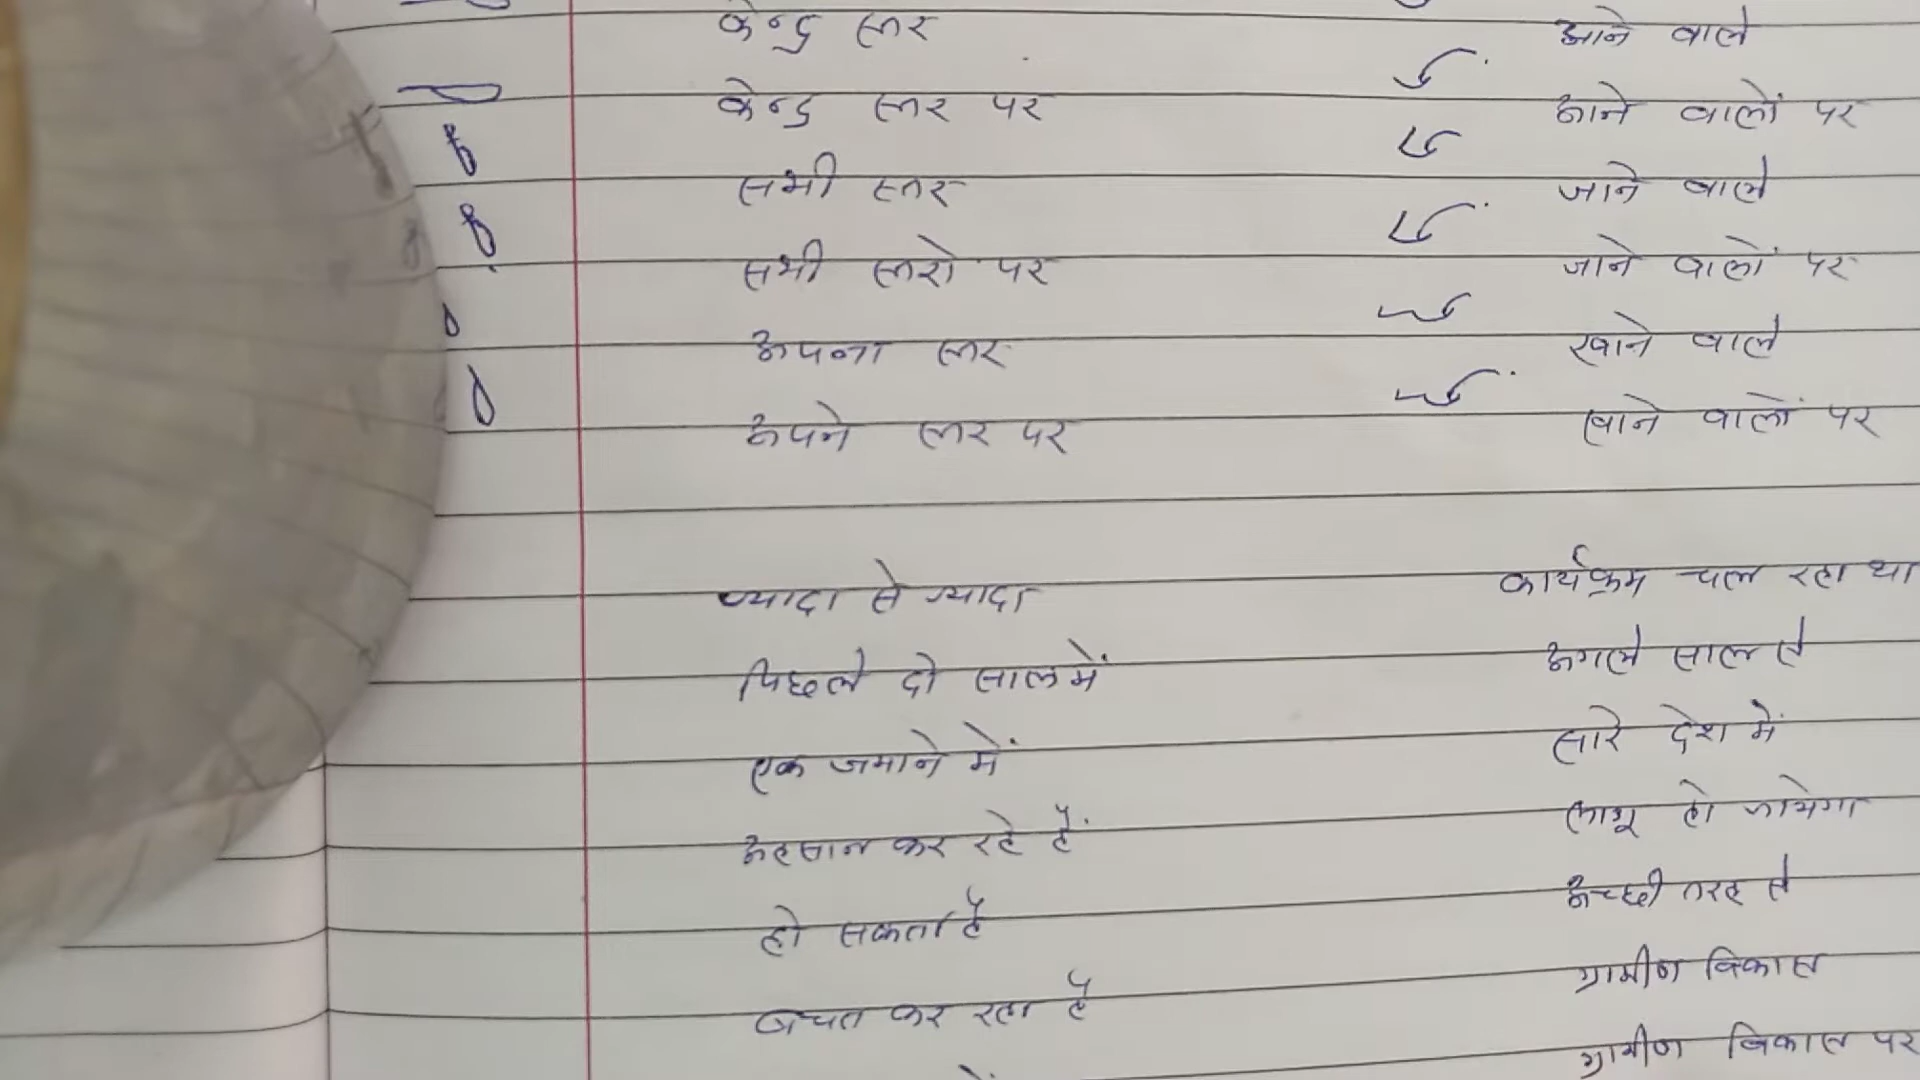 केन्द्र स्तर
केन्द्र स्तर पर
सभी स्तर
सभी स्तरो पर
अपना स्तर
अपने स्तर पर
ज्यादा से ज्यादा
पिछले दो साल में
एक जमाने में
अहसान कर रहे हैं
हो सकता है
बचत कर रहा है
आने वाले
आने वालों पर
जाने वाले
जाने वालों पर
खाने वाले
खाने वालों पर
कार्यक्रम चल रहा था
अगले साल से
सारे देश में
लागू हो जायेगा
अच्छी तरह से
ग्रामीण विकास
ग्रामीण विकास पर